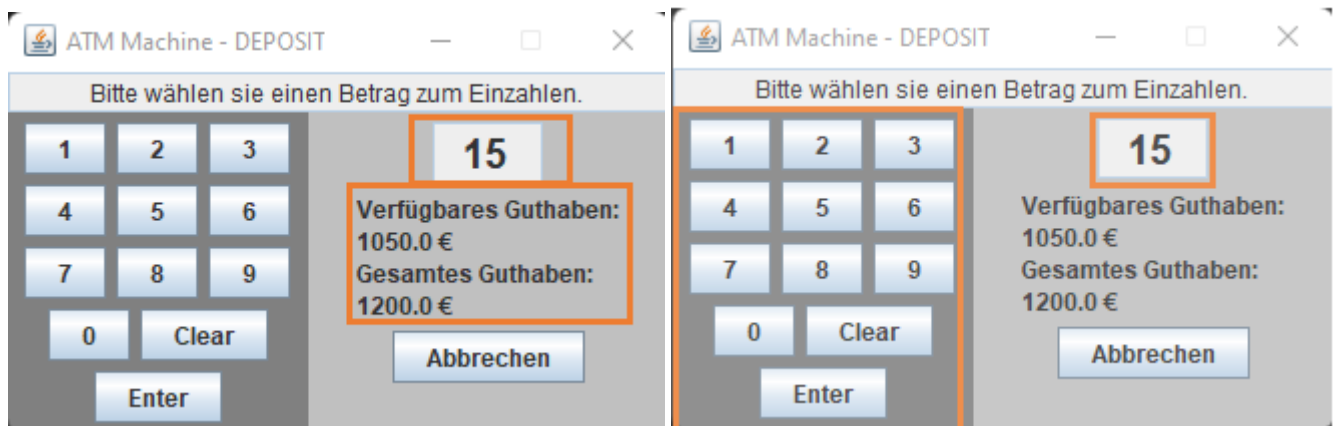 ATM Machine - DEPOSIT
Bitte wählen sie einen Betrag zum Einzahlen.
1 2 3
4 5 6
7 8 9
0 Clear
Enter
15
Verfügbares Guthaben:
1050.0 €
Gesamtes Guthaben:
1200.0 €
Abbrechen
ATM Machine - DEPOSIT
Bitte wählen sie einen Betrag zum Einzahlen.
1 2 3
4 5 6
7 8 9
0 Clear
Enter
15
Verfügbares Guthaben:
1050.0 €
Gesamtes Guthaben:
1200.0 €
Abbrechen